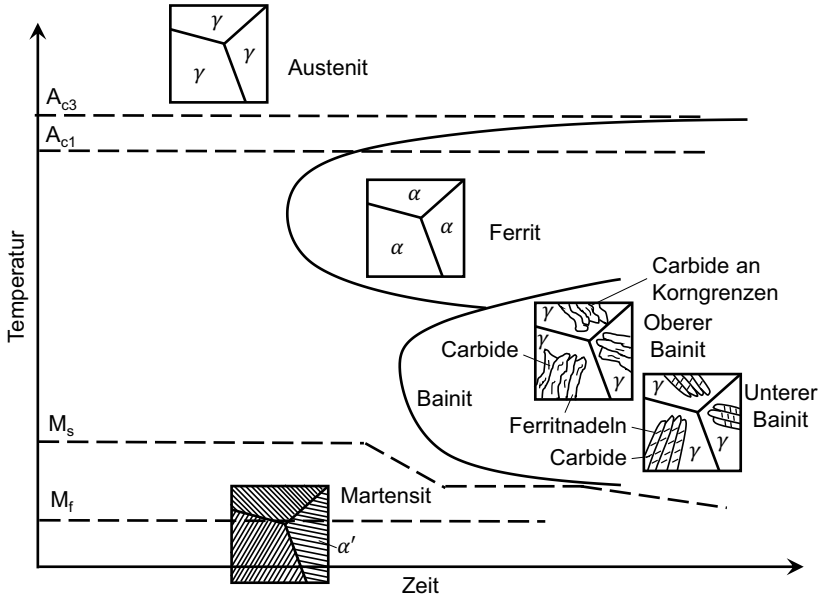 γ
γ
γ
Austenit
A_c3
A_c1
α
α
α
Ferrit
Temperatur
Carbide an
Korngrenzen
γ
γ
γ
Oberer
Bainit
Carbide
Bainit
γ
γ
Unterer
Bainit
Ferritnadeln
Carbide
M_s
Martensit
M_f
α′
Zeit